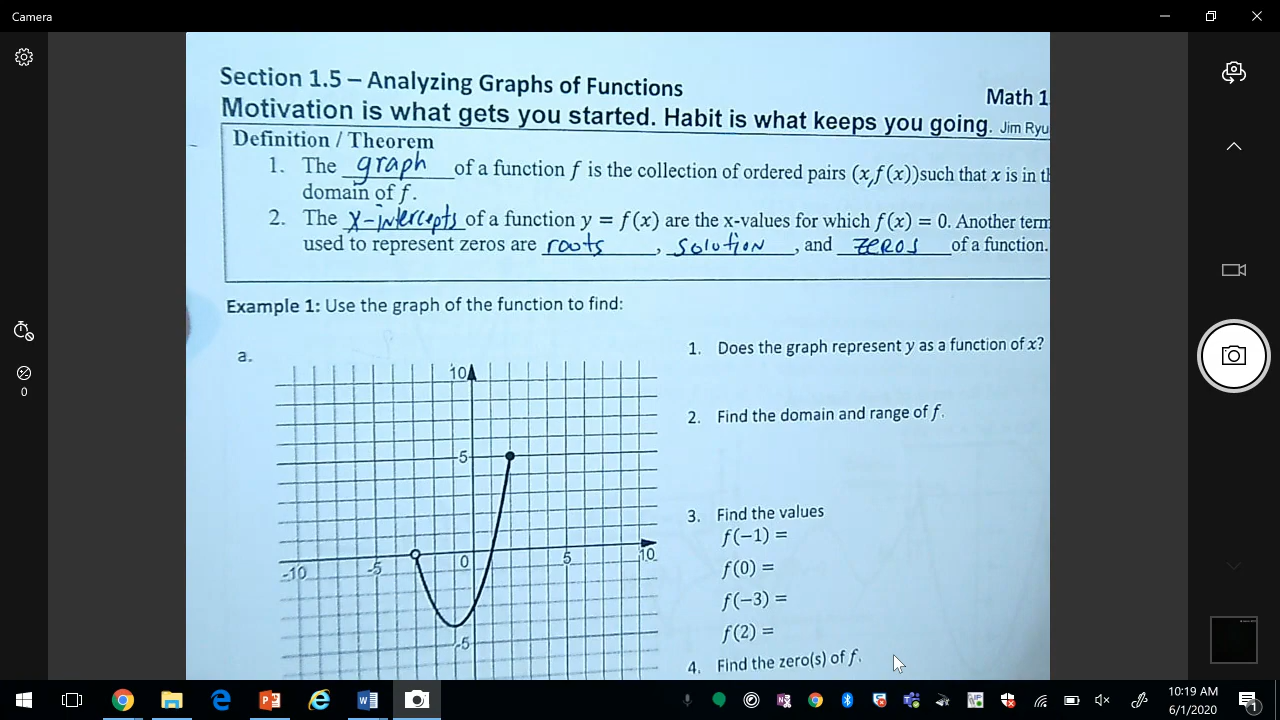 Camera
Section 1.5 – Analyzing Graphs of Functions
Math 1
Motivation is what gets you started. Habit is what keeps you going. Jim Ryu
Definition / Theorem
1. The graph of a function f is the collection of ordered pairs (x, f(x)) such that x is in th
domain of f.
2. The x-intercepts of a function y = f(x) are the x-values for which f(x) = 0. Another term
used to represent zeros are roots, solution, and zeros of a function.
Example 1: Use the graph of the function to find:
a.
10
5
-10
-5
0
5
10
-5
1. Does the graph represent y as a function of x?
2. Find the domain and range of f.
3. Find the values
f(−1) =
f(0) =
f(−3) =
f(2) =
4. Find the zero(s) of f.
0
10:19 AM
6/1/2020
1